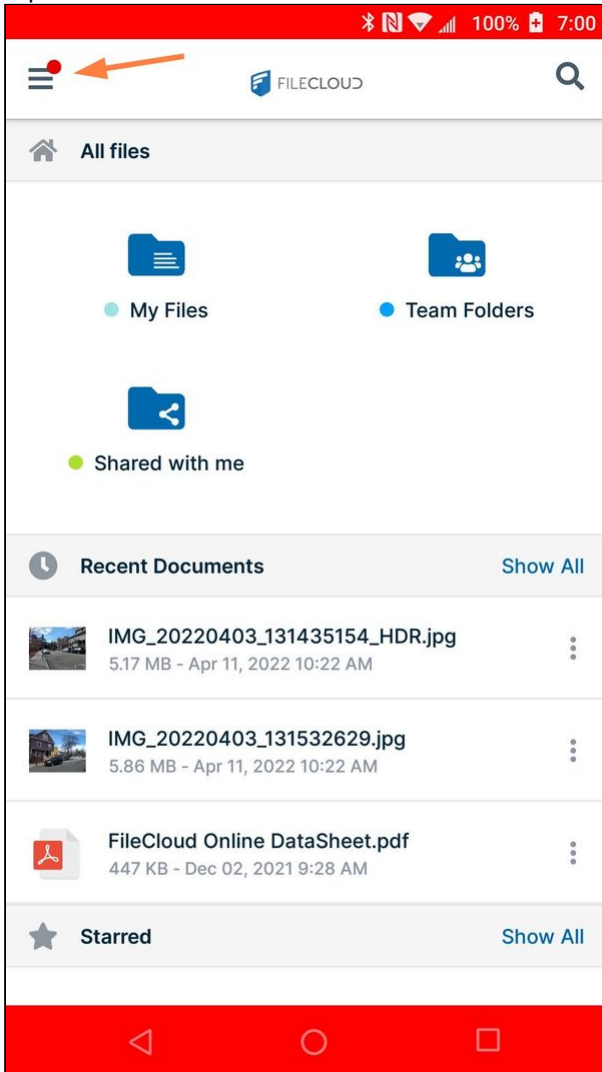 100% 7:00
FILECLOUD
All files
My Files
Team Folders
Shared with me
Recent Documents Show All
IMG_20220403_131435154_HDR.jpg
5.17 MB - Apr 11, 2022 10:22 AM
IMG_20220403_131532629.jpg
5.86 MB - Apr 11, 2022 10:22 AM
FileCloud Online DataSheet.pdf
447 KB - Dec 02, 2021 9:28 AM
Starred Show All